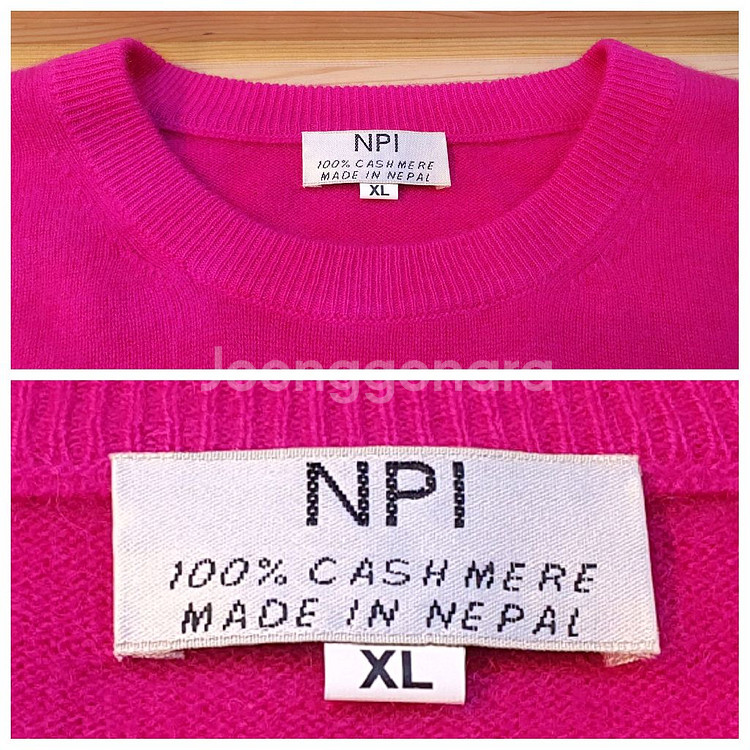 NPI
100% CASHMERE
MADE IN NEPAL
XL
Joonggonara
NPI
100% CASHMERE
MADE IN NEPAL
XL